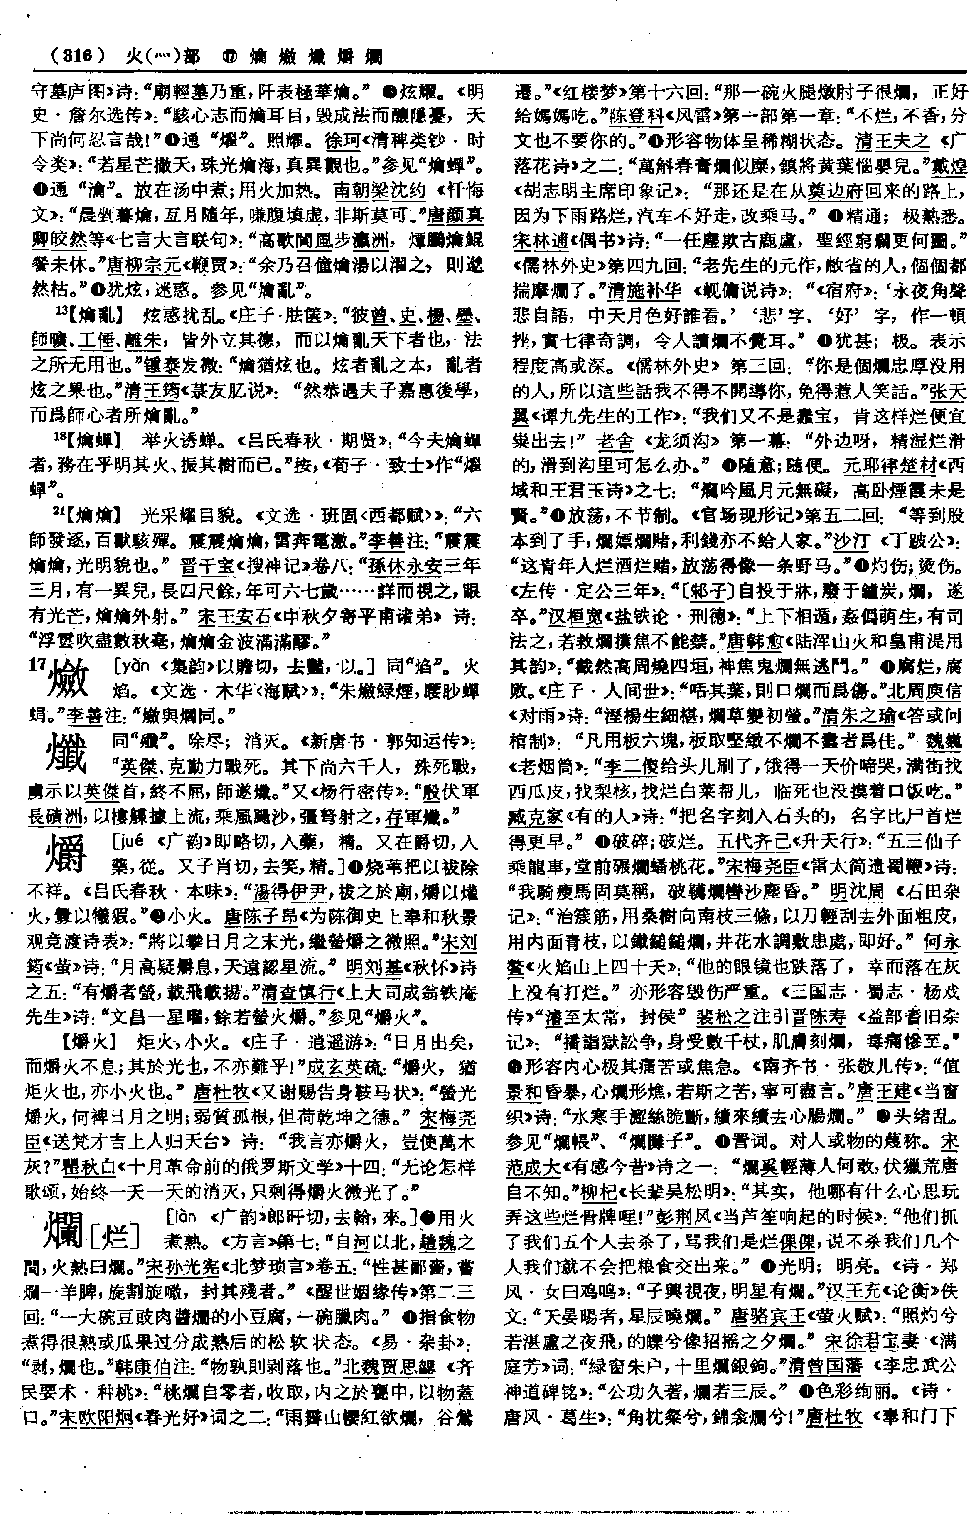 (316) 火(灬)部 ⑰ 爚 㷿 爁 爝 爛
守墓庐图》诗：“廟輕墓乃重，阡表極華爚。”炫耀。《明
史·詹尔选传》：“駭心志而爚耳目，毁成法而釀隱憂，天
下尚何忍言哉！”通“燿”。照耀。徐珂《清稗类钞·时
令类》：“若星芒撒天，珠光爚海，真異觀也。”参见“爚蟬”。
通“瀹”。放在汤中煮；用火加热。南朝梁沈约《忏悔
文》：“晨剉暮爚，亙月隨年，嗛腹填虚，非斯莫可。”唐颜真
卿皎然等《七言大言联句》：“高歌閬風步瀛洲，燀鵬爚鯤
餐未休。”唐柳宗元《鞭贾》：“余乃召僮爚湯以濯之，則遬
然枯。”犹炫，迷惑。参见“爚亂”。
13【爚亂】 炫惑扰乱。《庄子·胠箧》：“彼曾、史、楊、墨、
師曠、工倕、離朱，皆外立其德，而以爚亂天下者也，法
之所无用也。”锺泰发微：“爚猶炫也。炫者亂之本，亂者
炫之果也。”清王筠《菉友肊说》：“然恭遇夫子嘉惠後學，
而爲師心者所爚亂。”
18【爚蟬】 举火诱蝉。《吕氏春秋·期贤》：“今夫爚蟬
者，務在乎明其火、振其樹而已。”按，《荀子·致士》作“燿
蟬”。
21【爚爚】 光采耀目貌。《文选·班固<西都赋>》：“六
師發逐，百獸駭殫。震震爚爚，雷奔電激。”李善注：“震震
爚爚，光明貌也。”晋干宝《搜神记》卷八：“孫休永安三年
三月，有一異兒，長四尺餘，年可六七歲……詳而視之，眼
有光芒，爚爚外射。”宋王安石《中秋夕寄平甫诸弟》诗：
“浮雲吹盡數秋毫，爚爚金波滿滿醪。”
17 [yàn 《集韵》以贍切，去豔，以。]同“焰”。火
焰。《文选·木华<海赋>》：“朱㷿緑煙，腰眇蟬
蜎。”李善注：“㷿與爓同。”
同“殲”。除尽；消灭。《新唐书·郭知运传》：
“英傑、克勤力戰死。其下尚六千人，殊死戰，
虜示以英傑首，終不屈，師遂爁。”又《杨行密传》：“殷伏軍
長磧洲，以樓艓據上流，乘風颺沙，彊弩射之，存軍爁。”
爝 [jué 《广韵》即略切，入藥，精。又在爵切，入
藥，從。又子肖切，去笑，精。]烧苇把以祓除
不祥。《吕氏春秋·本味》：“湯得伊尹，祓之於廟，爝以爟
火，釁以犧猳。”小火。唐陈子昂《为陈御史上奉和秋景
观竞渡诗表》：“將以攀日月之末光，繼螢爝之微照。”宋刘
筠《萤》诗：“月高疑爝息，天遠認星流。”明刘基《秋怀》诗
之五：“有爝者螢，載飛載揚。”清查慎行《上大司成翁铁庵
先生》诗：“文昌一星曜，餘若螢火爝。”参见“爝火”。
【爝火】 炬火，小火。《庄子·逍遥游》：“日月出矣，
而爝火不息；其於光也，不亦難乎！”成玄英疏：“爝火，猶
炬火也，亦小火也。”唐杜牧《又谢赐告身鞍马状》：“螢光
爝火，何裨日月之明；弱質孤根，但荷乾坤之德。”宋梅尧
臣《送梵才吉上人归天台》诗：“我言亦爝火，豈使萬木
灰？”瞿秋白《十月革命前的俄罗斯文学》十四：“无论怎样
歌颂，始终一天一天的消灭，只剩得爝火微光了。”
爛[烂] [làn 《广韵》郎旰切，去翰，來。]用火
煮熟。《方言》第七：“自河以北，趙魏之
間，火熟曰爛。”宋孙光宪《北梦琐言》卷五：“性甚鄙嗇，嘗
爛一羊脾，旋割旋噉，封其殘者。”《醒世姻缘传》第二三
回：“一大碗豆豉肉醬爛的小豆腐，一碗臘肉。”指食物
煮得很熟或瓜果过分成熟后的松软状态。《易·杂卦》：
“剥，爛也。”韩康伯注：“物孰則剥落也。”北魏贾思勰《齐
民要术·种桃》：“桃爛自零者，收取，内之於甕中，以物蓋
口。”宋欧阳炯《春光好》词之二：“雨霽山櫻紅欲爛，谷鶯
遷。”《红楼梦》第十六回：“那一碗火腿燉肘子很爛，正好
給媽媽吃。”陈登科《风雷》第一部第一章：“不烂，不香，分
文也不要你的。”形容物体呈稀糊状态。清王夫之《广
落花诗》之二：“萬斛舂膏爛似糜，鎮將黃葉惱嬰兒。”戴煌
《胡志明主席印象记》：“那还是在从奠边府回来的路上，
因为下雨路烂，汽车不好走，改乘马。”精通；极熟悉。
宋林逋《偶书》诗：“一任塵欺古鹿盧，聖經窮爛更何圖。”
《儒林外史》第四九回：“老先生的元作，敝省的人，個個都
揣摩爛了。”清施补华《岘傭说诗》：“《宿府》：‘永夜角聲
悲自語，中天月色好誰看。’‘悲’字、‘好’字，作一頓
挫，實七律奇調，令人讀爛不覺耳。”犹甚；极。表示
程度高或深。《儒林外史》第三回：“你是個爛忠厚没用
的人，所以這些話我不得不開導你，免得惹人笑話。”张天
翼《谭九先生的工作》：“我们又不是蠢宝，肯这样烂便宜
粜出去！”老舍《龙须沟》第一幕：“外边呀，精湿烂滑
的，滑到沟里可怎么办。”随意；随便。元耶律楚材《西
域和王君玉诗》之七：“爛吟風月元無礙，高卧煙霞未是
賢。”放荡，不节制。《官场现形记》第五二回：“等到股
本到了手，爛嫖爛賭，利錢亦不給人家。”沙汀《丁跛公》：
“这青年人烂酒烂赌，放荡得像一条野马。”灼伤；烫伤。
《左传·定公三年》：“[邾子]自投于牀，廢于鑪炭，爛，遂
卒。”汉桓宽《盐铁论·刑德》：“上下相遁，姦僞萌生，有司
法之，若救爛撲焦不能禁。”唐韩愈《陆浑山火和皇甫湜用
其韵》：“截然高周燒四垣，神焦鬼爛無逃門。”腐烂，腐
败。《庄子·人间世》：“咶其葉，則口爛而爲傷。”北周庾信
《对雨》诗：“溼楊生細椹，爛草變初螢。”清朱之瑜《答或问
棺制》：“凡用板六塊，板取堅緻不爛不蠹者爲佳。”魏巍
《老烟筒》：“李二俊给头儿刷了，饿得一天价啼哭，满街找
西瓜皮，找梨核，找烂白菜帮儿，临死也没摸着口饭吃。”
臧克家《有的人》诗：“把名字刻入石头的，名字比尸首烂
得更早。”破碎；破烂。五代齐己《升天行》：“五三仙子
乘龍車，堂前碾爛蟠桃花。”宋梅尧臣《雷太简遗蜀鞭》诗：
“我騎瘦馬固莫稱，破韉爛轡沙塵昏。”明沈周《石田杂
记》：“治筋筋，用桑樹向南枝三條，以刀輕刮去外面粗皮，
用内面青枝，以鐵鎚鎚爛，井花水調敷患處，即好。”何永
鳌《火焰山上四十天》：“他的眼镜也跌落了，幸而落在灰
上没有打烂。”亦形容毁伤严重。《三国志·蜀志·杨戏
传》“濬至太常，封侯”裴松之注引晋陈寿《益部耆旧杂
记》：“播詣獄訟争，身受數千杖，肌膚刻爛，毒痛慘至。”
形容内心极其痛苦或焦急。《南齐书·张敬儿传》：“值
景和昏暴，心爛形燋，若斯之苦，寧可盡言。”唐王建《当窗
织》诗：“水寒手澀絲脆斷，續來續去心腸爛。”头绪乱。
参见“爛帳”、“爛攤子”。詈词。对人或物的蔑称。宋
范成大《有感今昔》诗之一：“爛奚輕薄人何敢，伏獵荒唐
自不知。”柳杞《长辈吴松明》：“其实，他哪有什么心思玩
弄这些烂骨牌哩！”彭荆风《当芦笙响起的时候》：“他们抓
了我们五个人去杀了，骂我们是烂倮倮，说不杀我们几个
人我们就不会把粮食交出来。”光明；明亮。《诗·郑
风·女曰鸡鸣》：“子興視夜，明星有爛。”汉王充《论衡》佚
文：“天晏暘者，星辰曉爛。”唐骆宾王《萤火赋》：“照灼兮
若湛盧之夜飛，的皪兮像招摇之夕爛。”宋徐君宝妻《满
庭芳》词：“緑窗朱户，十里爛銀鉤。”清曾国藩《李忠武公
神道碑铭》：“公功久著，爛若三辰。”色彩绚丽。《诗·
唐风·葛生》：“角枕粲兮，錦衾爛兮！”唐杜牧《奉和门下